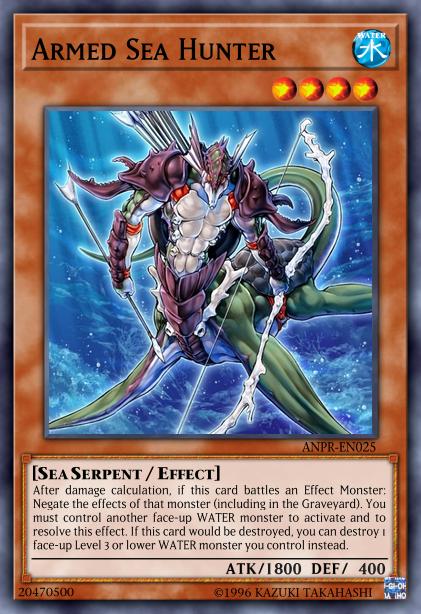 Armed Sea Hunter
WATER
水
ANPR-EN025
[Sea Serpent / Effect]
After damage calculation, if this card battles an Effect Monster:
Negate the effects of that monster (including in the Graveyard). You
must control another face-up WATER monster to activate and to
resolve this effect. If this card would be destroyed, you can destroy 1
face-up Level 3 or lower WATER monster you control instead.
ATK/1800 DEF/ 400
20470500
©1996 KAZUKI TAKAHASHI